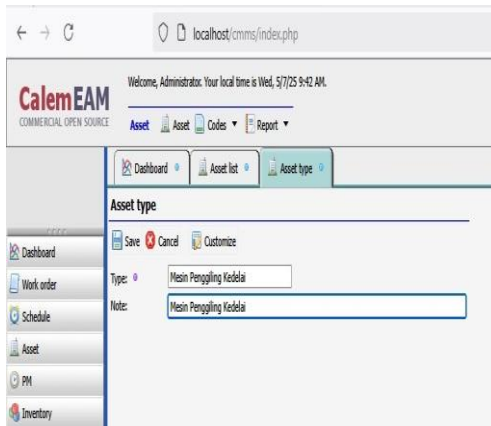 localhost/cmms/index.php
CalemEAM
COMMERCIAL OPEN SOURCE
Welcome, Administrator. Your local time is Wed, 5/7/25 9:42 AM.
Asset Asset Codes Report
Dashboard Asset list Asset type
Asset type
Save Cancel Customize
Type: Mesin Penggiling Kedelai
Note: Mesin Penggiling Kedelai
Dashboard
Work order
Schedule
Asset
PM
Inventory